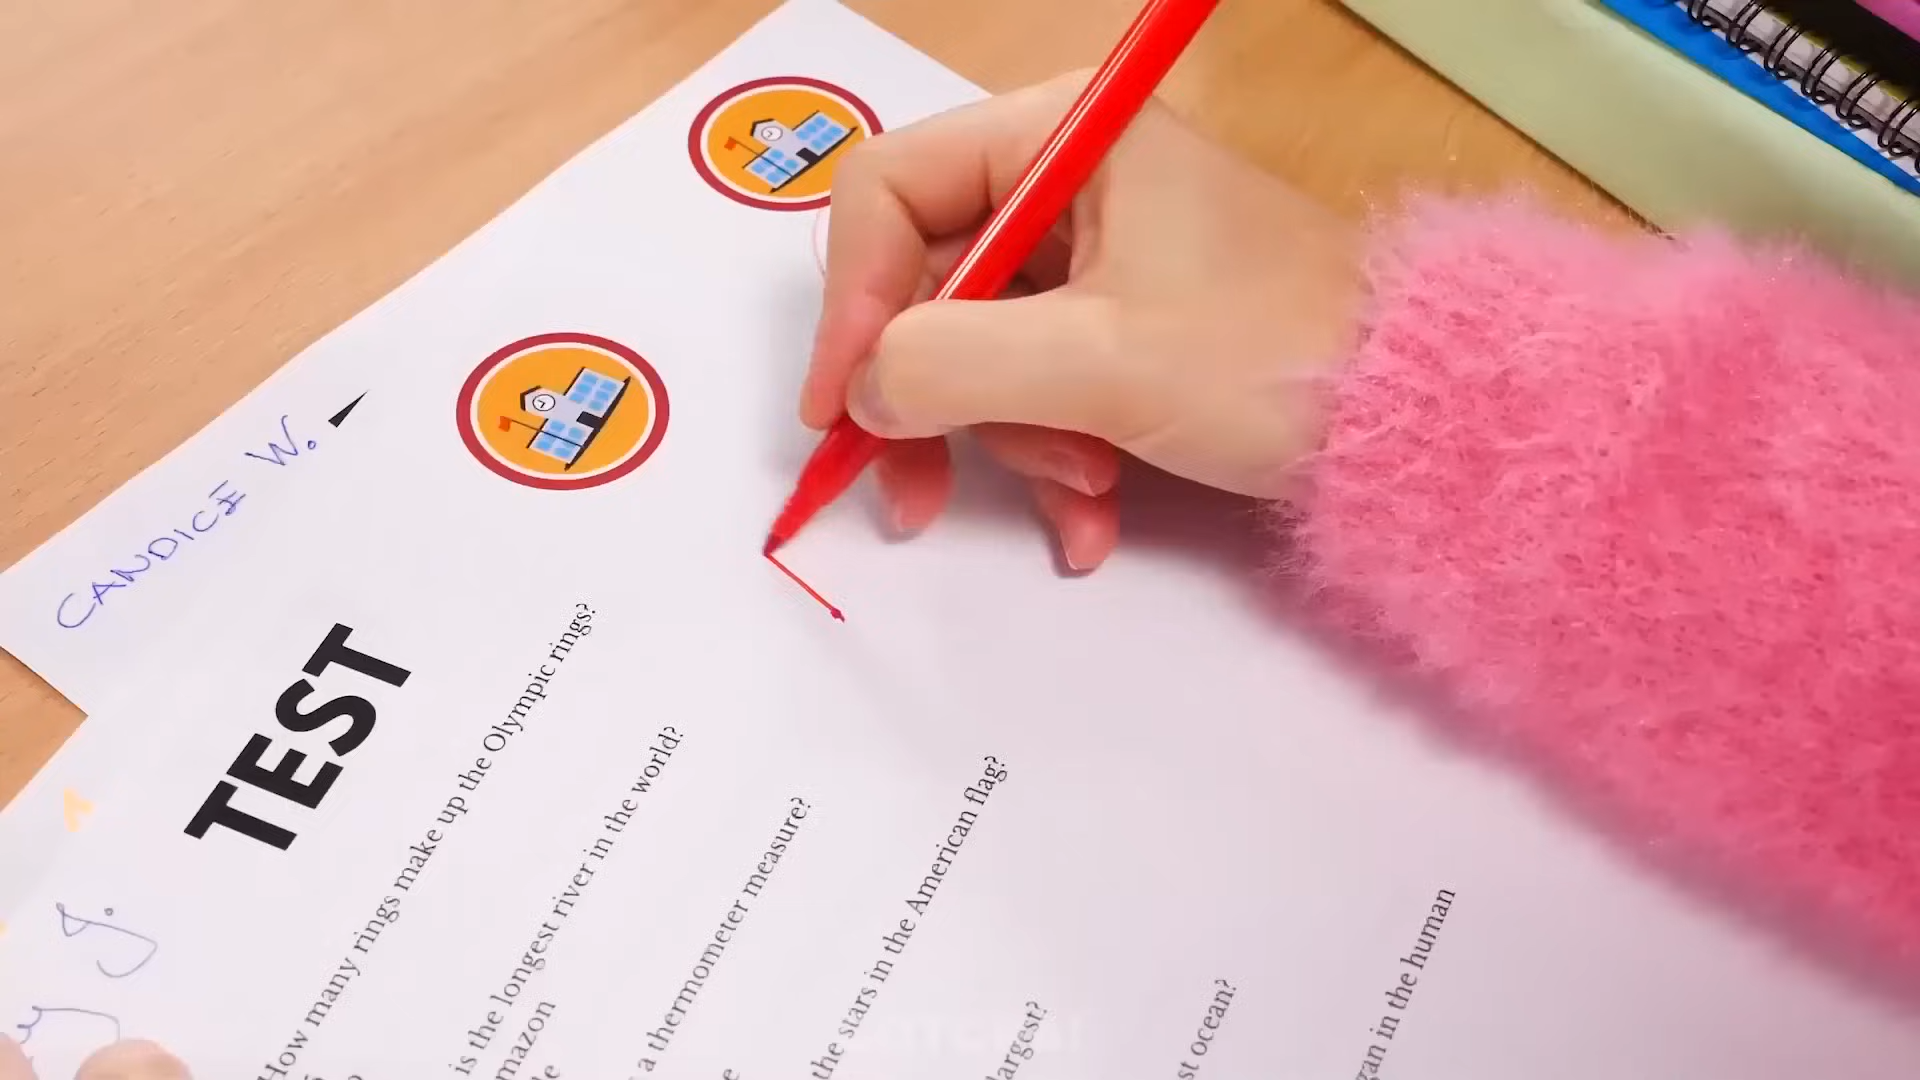 CANDICE W.
TEST
How many rings make up the Olympic rings?
is the longest river in the world?
mazon
a thermometer measure?
the stars in the American flag?
largest?
st ocean?
gan in the human
J.